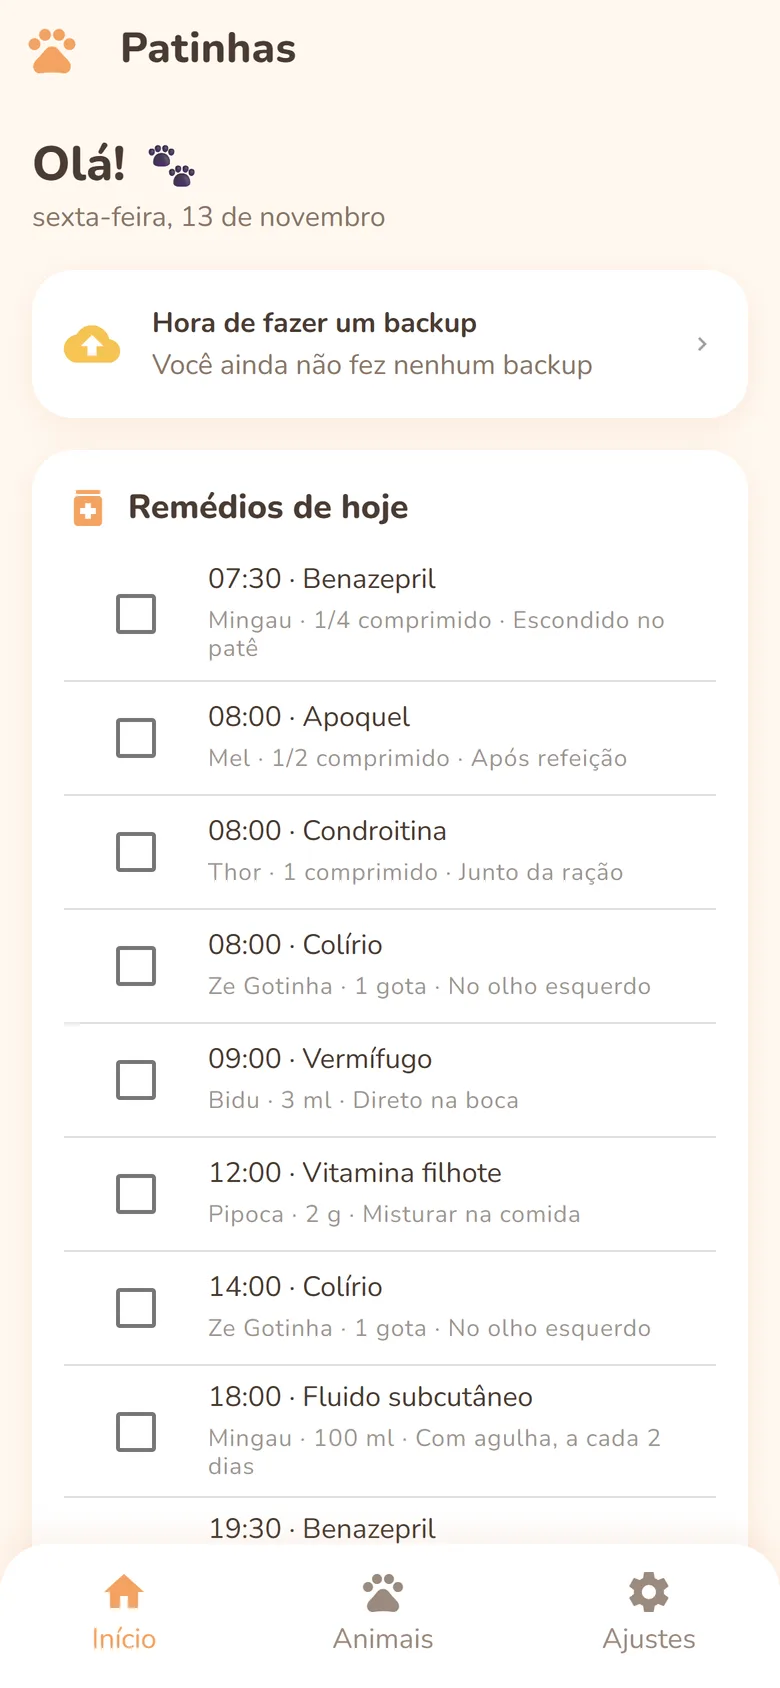 Patinhas
Olá!
sexta-feira, 13 de novembro
Hora de fazer um backup
Você ainda não fez nenhum backup
Remédios de hoje
07:30 · Benazepril
Mingau · 1/4 comprimido · Escondido no
patê
08:00 · Apoquel
Mel · 1/2 comprimido · Após refeição
08:00 · Condroitina
Thor · 1 comprimido · Junto da ração
08:00 · Colírio
Ze Gotinha · 1 gota · No olho esquerdo
09:00 · Vermífugo
Bidu · 3 ml · Direto na boca
12:00 · Vitamina filhote
Pipoca · 2 g · Misturar na comida
14:00 · Colírio
Ze Gotinha · 1 gota · No olho esquerdo
18:00 · Fluido subcutâneo
Mingau · 100 ml · Com agulha, a cada 2
dias
19:30 · Benazepril
Início
Animais
Ajustes